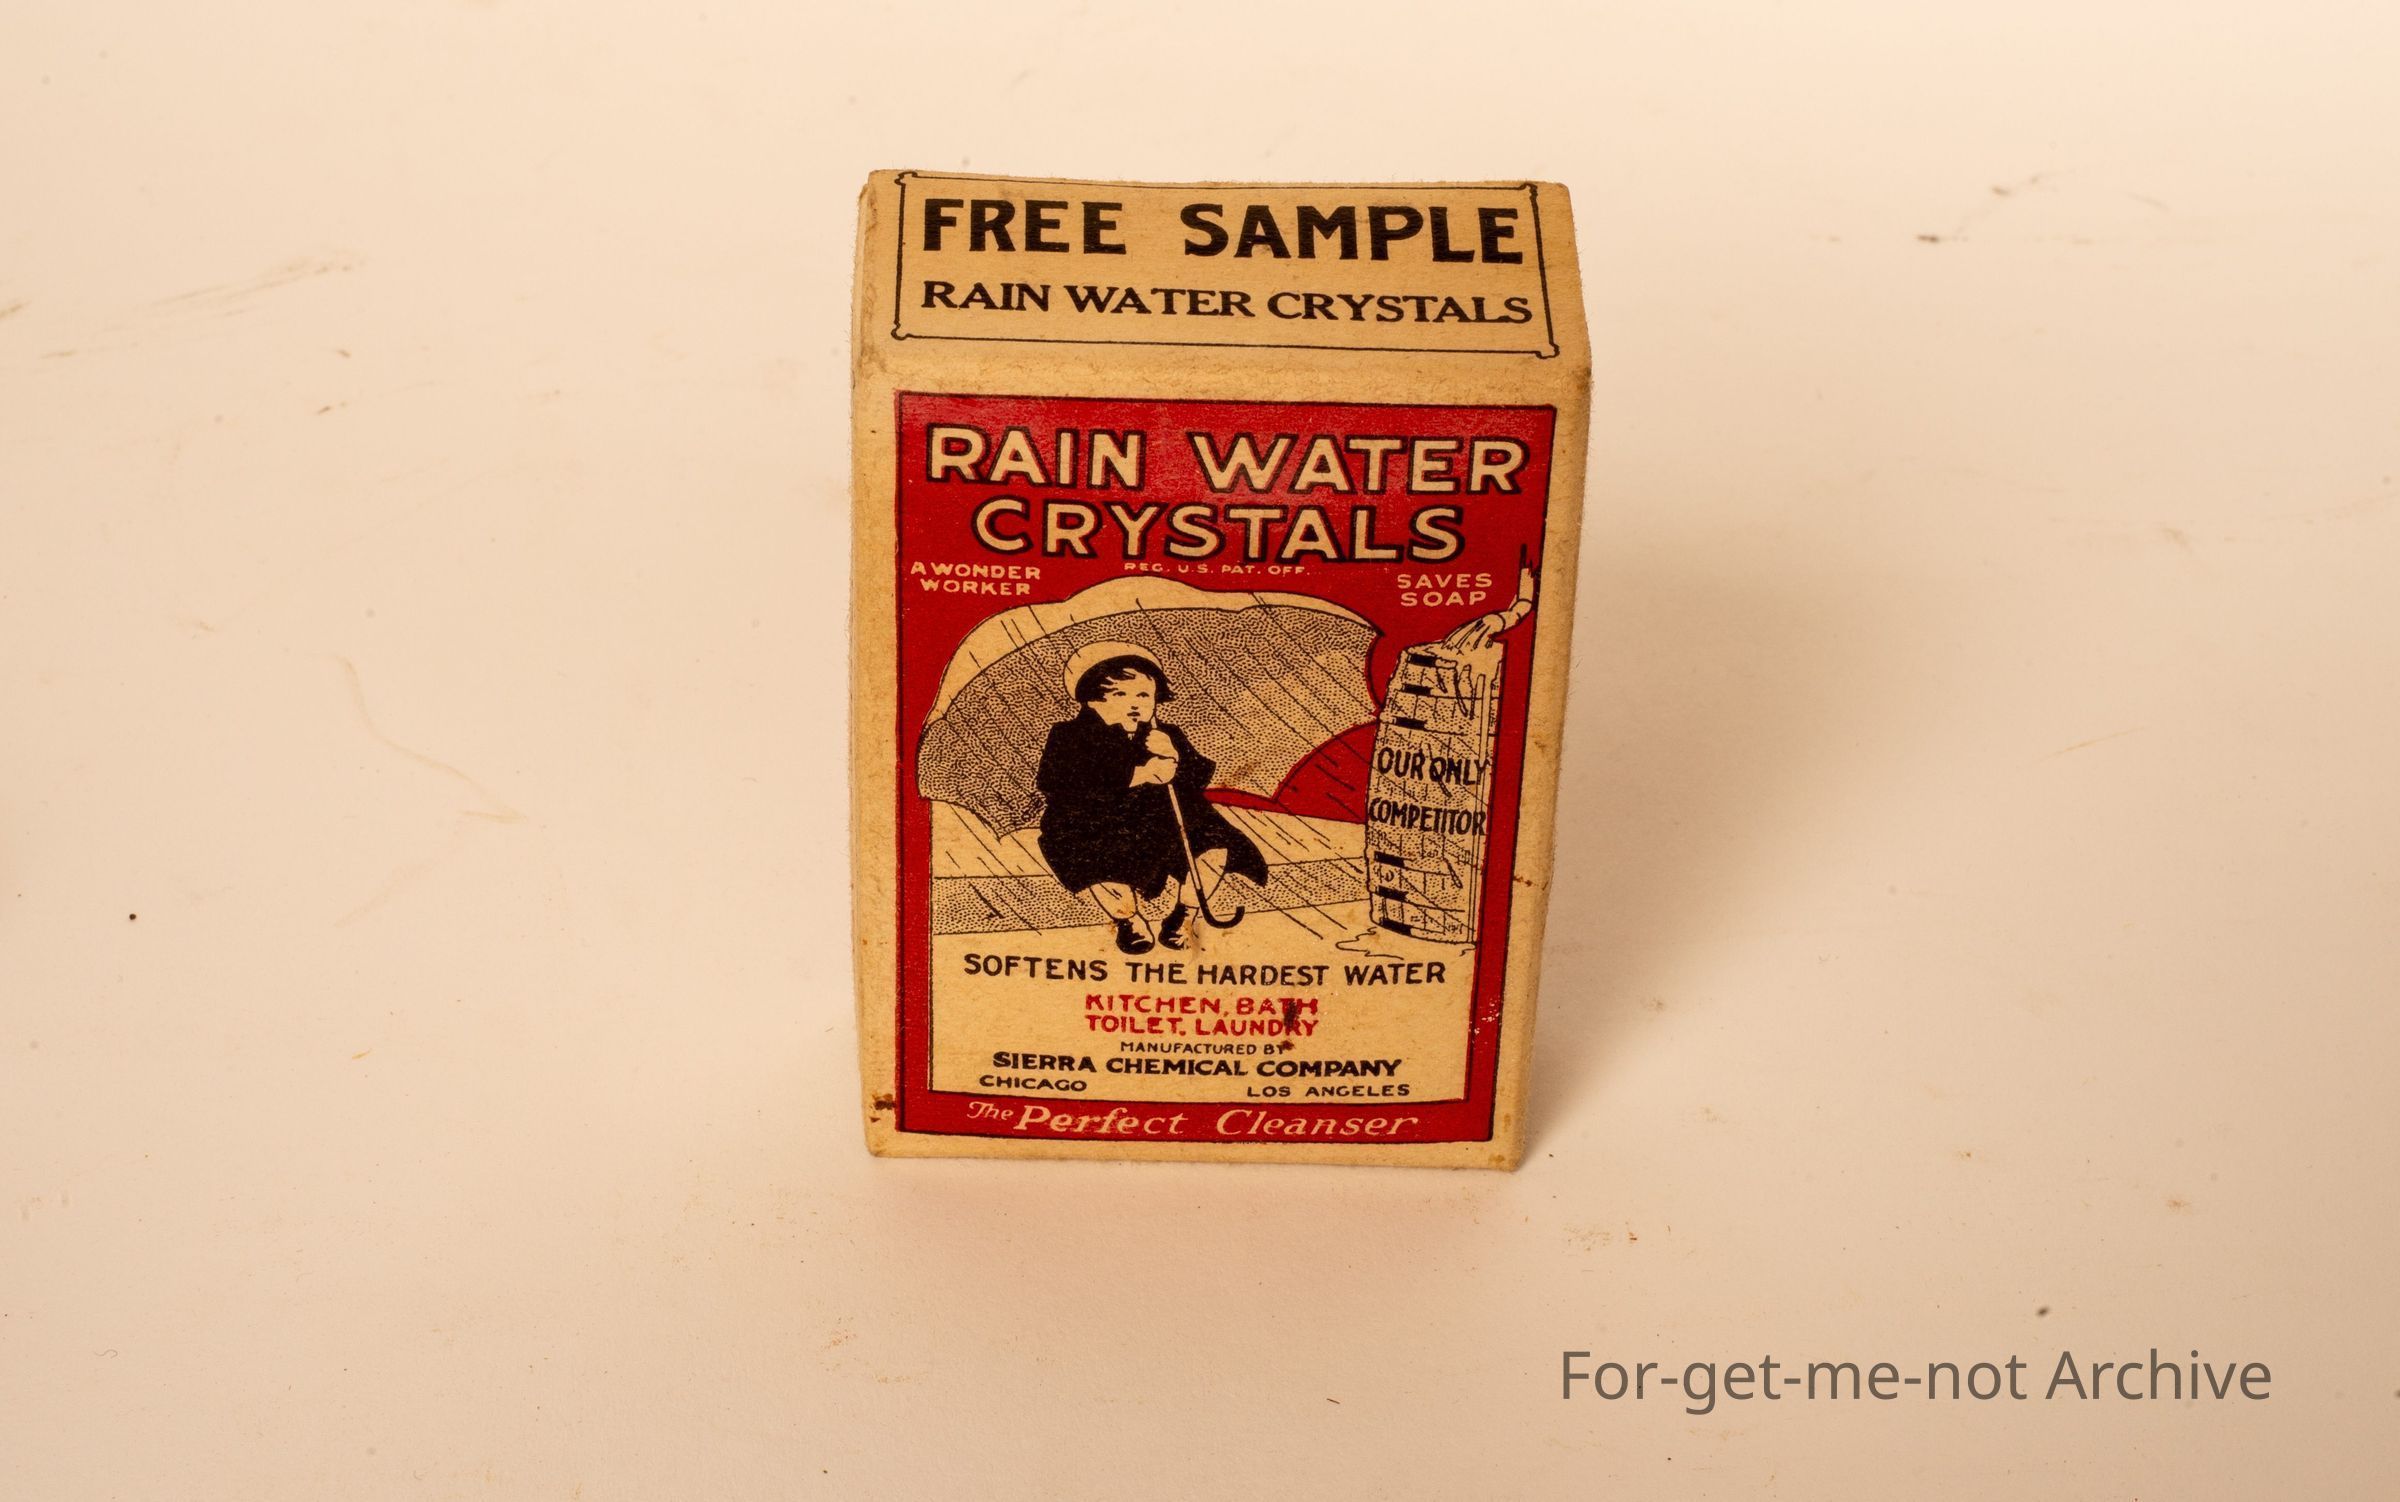 FREE SAMPLE
RAIN WATER CRYSTALS
RAIN WATER
CRYSTALS
REG. U.S. PAT. OFF.
A WONDER
WORKER
SAVES
SOAP
OUR ONLY
COMPETITOR
SOFTENS THE HARDEST WATER
KITCHEN, BATH
TOILET, LAUNDRY
MANUFACTURED BY
SIERRA CHEMICAL COMPANY
CHICAGO LOS ANGELES
The Perfect Cleanser
For-get-me-not Archive